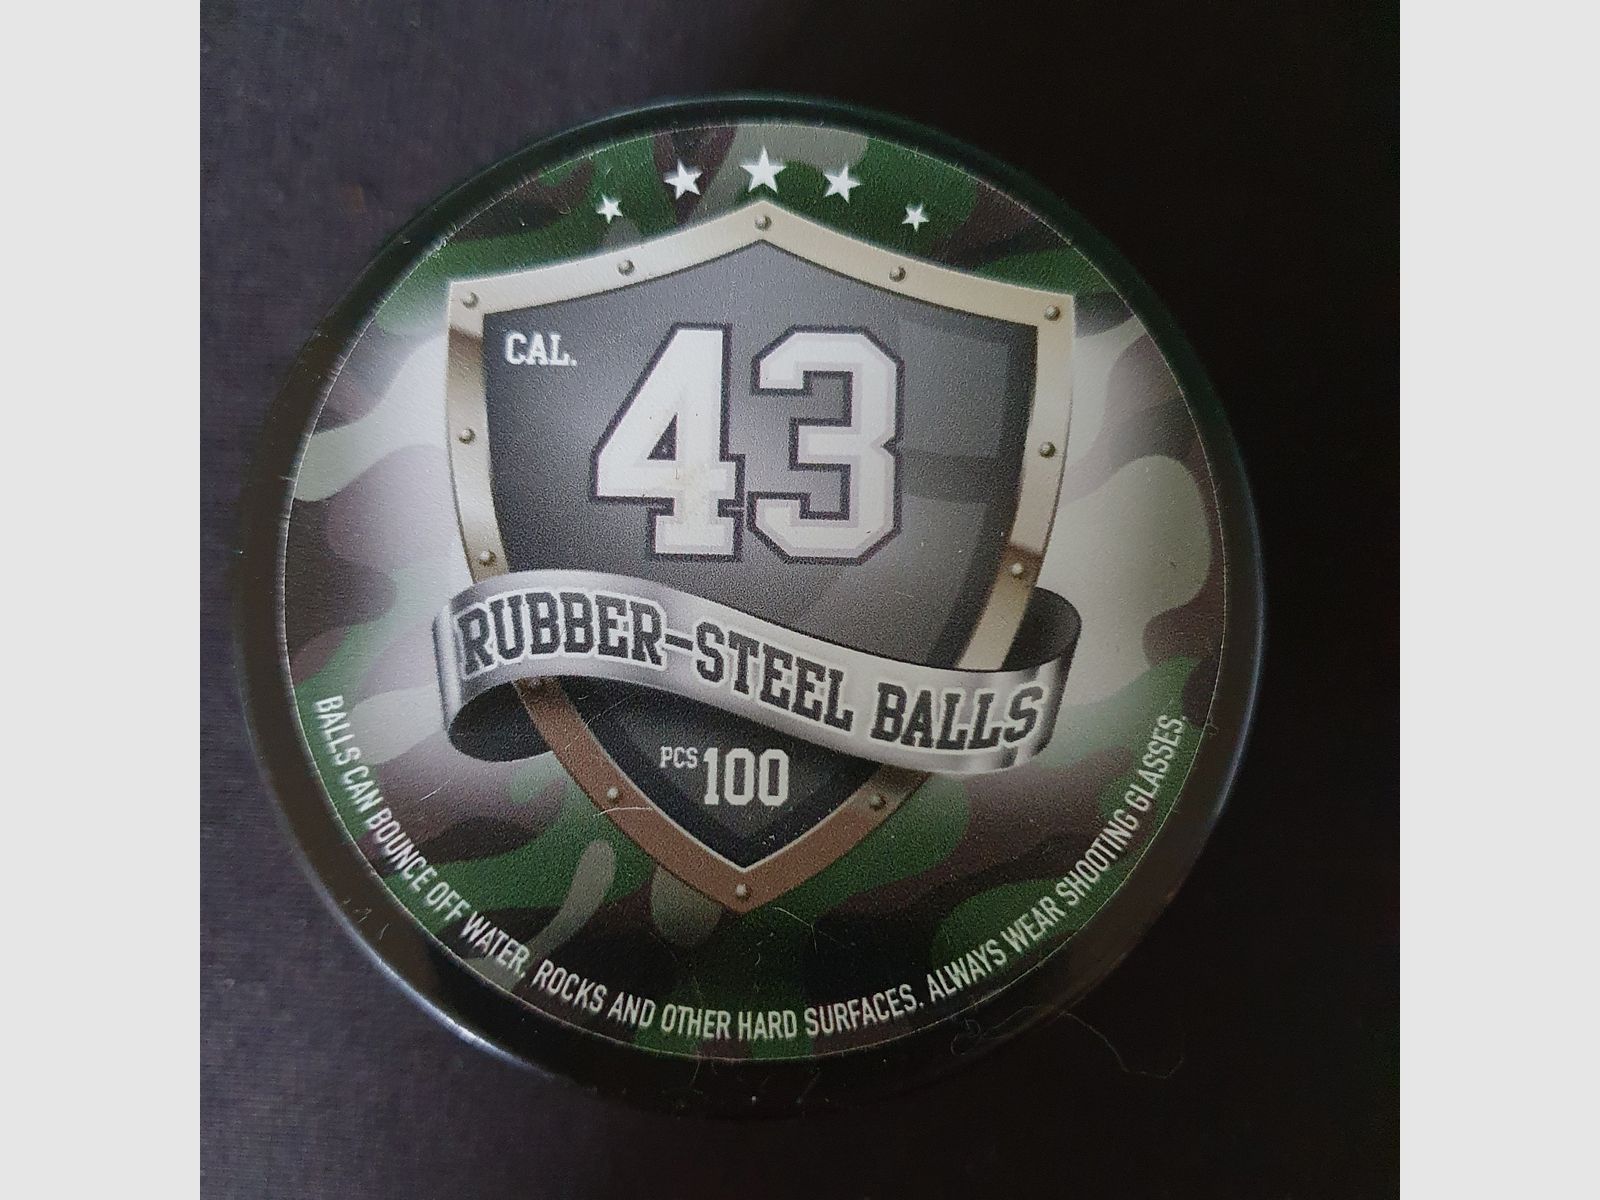 CAL. 43
RUBBER-STEEL BALLS
PCS 100
BALLS CAN BOUNCE OFF WATER, ROCKS AND OTHER HARD SURFACES. ALWAYS WEAR SHOOTING GLASSES.